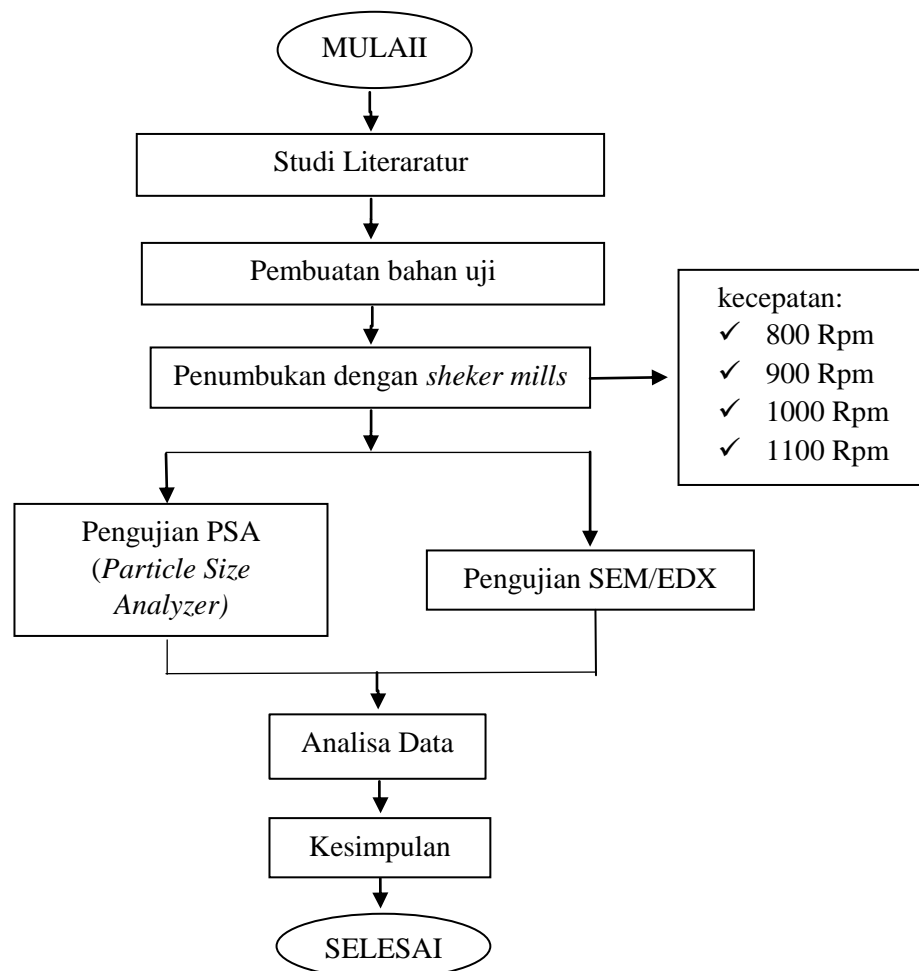 MULAII
Studi Literaratur
Pembuatan bahan uji
Penumbukan dengan sheker mills
kecepatan:
✓ 800 Rpm
✓ 900 Rpm
✓ 1000 Rpm
✓ 1100 Rpm
Pengujian PSA
(Particle Size
Analyzer)
Pengujian SEM/EDX
Analisa Data
Kesimpulan
SELESAI